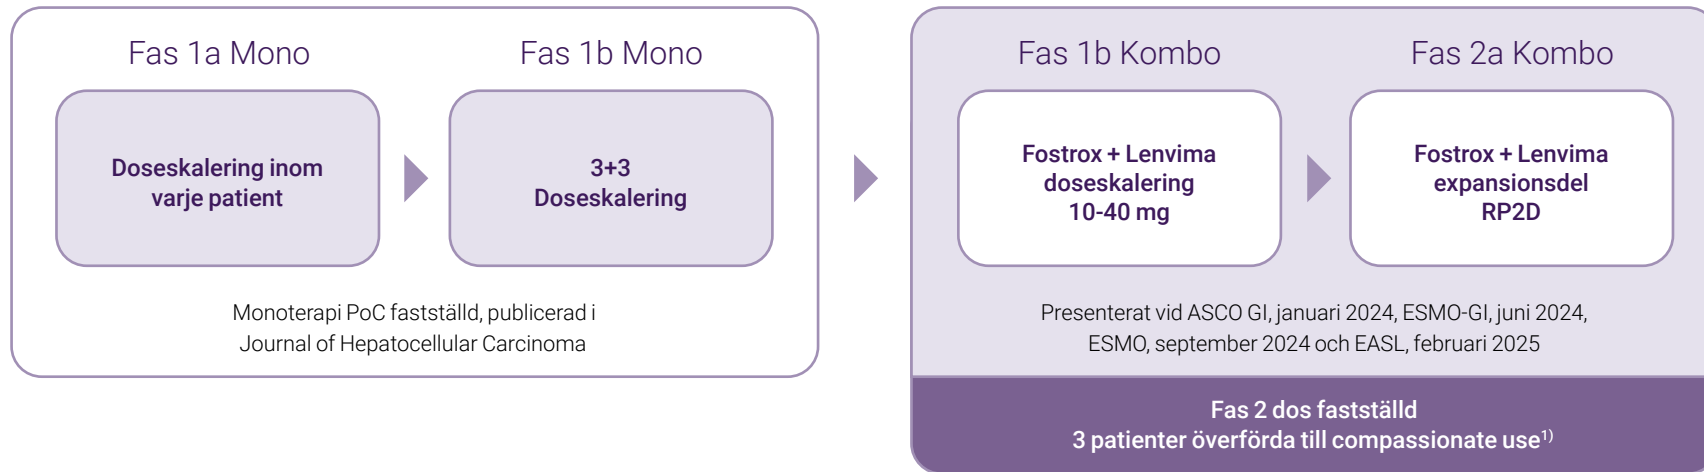 Fas 1a Mono
Doseskalering inom
varje patient
Fas 1b Mono
3+3
Doseskalering
Monoterapi PoC fastställd, publicerad i
Journal of Hepatocellular Carcinoma
Fas 1b Kombo
Fostrox + Lenvima
doseskalering
10-40 mg
Fas 2a Kombo
Fostrox + Lenvima
expansionsdel
RP2D
Presenterat vid ASCO GI, januari 2024, ESMO-GI, juni 2024,
ESMO, september 2024 och EASL, februari 2025
Fas 2 dos fastställd
3 patienter överförda till compassionate use¹⁾